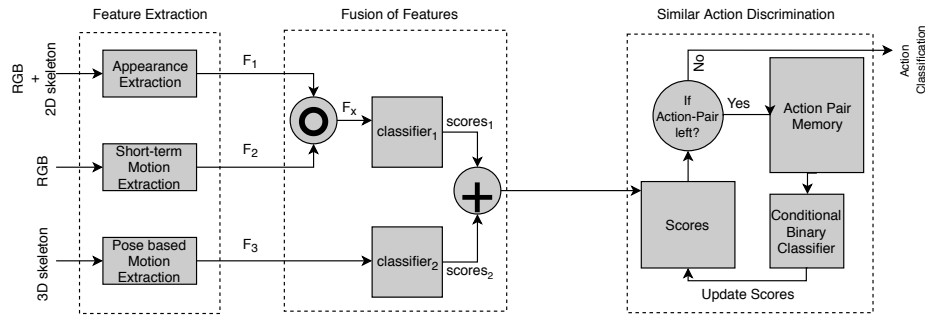 Feature Extraction
Fusion of Features
Similar Action Discrimination
RGB
+
2D skeleton
Appearance
Extraction
F1
RGB
Short-term
Motion
Extraction
F2
3D skeleton
Pose based
Motion
Extraction
F3
Fx
classifier1
scores1
+
classifier2
scores2
Scores
If
Action-Pair
left?
No
Yes
Action Pair
Memory
Conditional
Binary
Classifier
Update Scores
Action
Classification